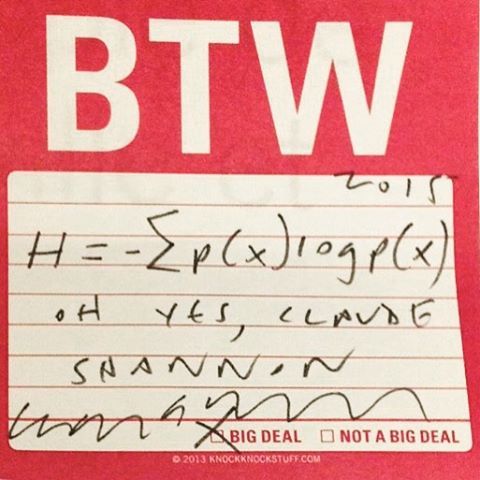 BTW
2015
H = -∑p(x)logp(x)
OH YES, CLAUDE
SHANNON
☐ BIG DEAL ☐ NOT A BIG DEAL
© 2013 KNOCKKNOCKSTUFF.COM